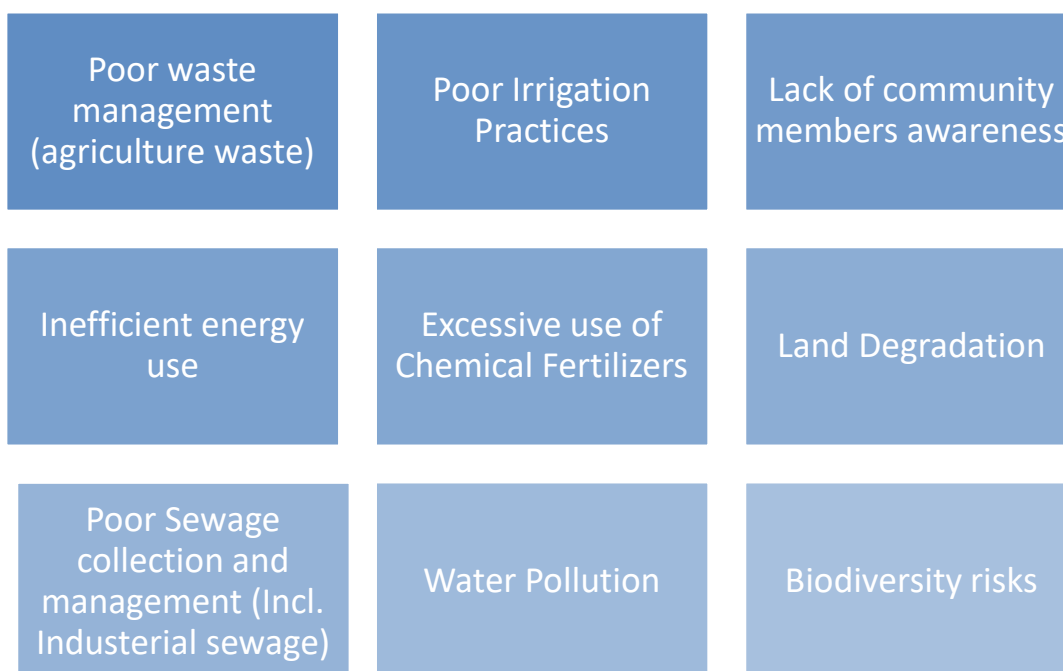 Poor waste
management
(agriculture waste)
Poor Irrigation
Practices
Lack of community
members awareness
Inefficient energy
use
Excessive use of
Chemical Fertilizers
Land Degradation
Poor Sewage
collection and
management (Incl.
Industerial sewage)
Water Pollution
Biodiversity risks